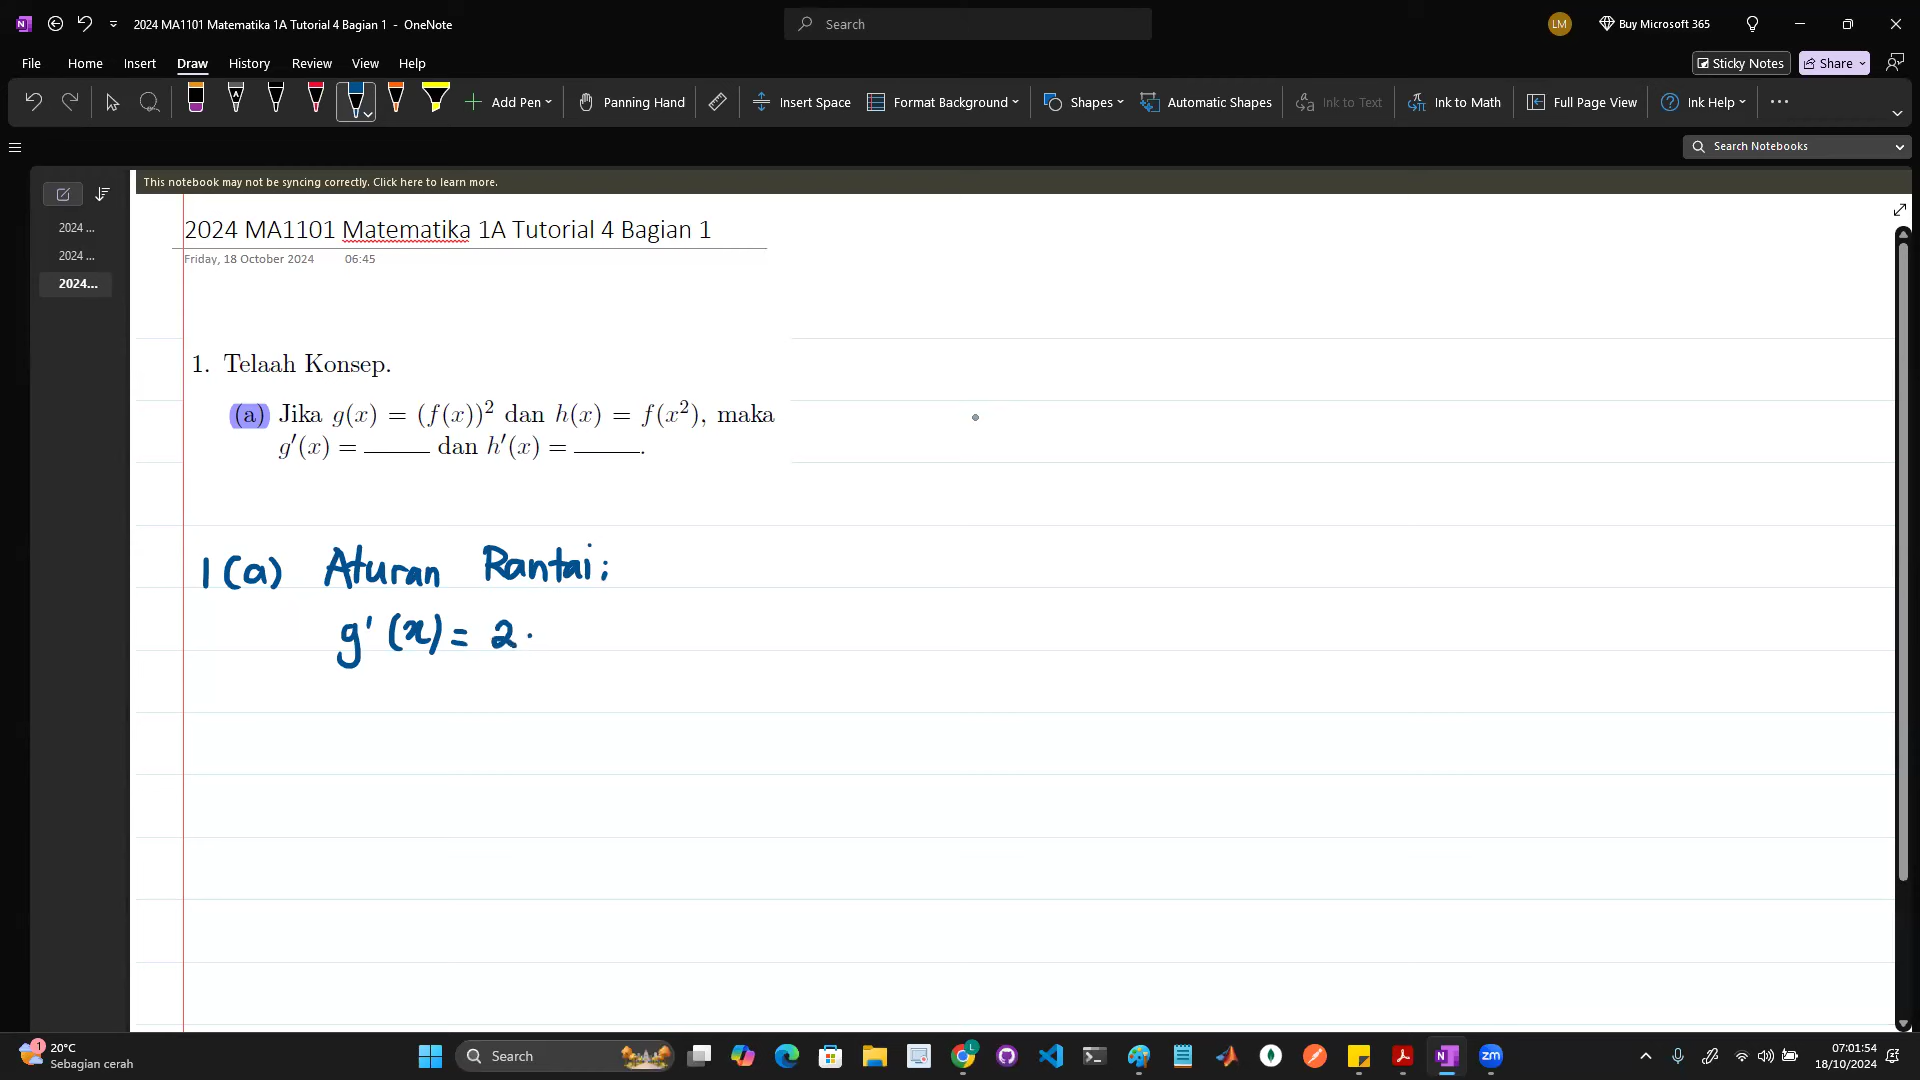 2024 MA1101 Matematika 1A Tutorial 4 Bagian 1 - OneNote
Search
LM
Buy Microsoft 365
File Home Insert Draw History Review View Help
Sticky Notes
Share
Add Pen
Panning Hand
Insert Space
Format Background
Shapes
Automatic Shapes
Ink to Text
Ink to Math
Full Page View
Ink Help
Search Notebooks
This notebook may not be syncing correctly. Click here to learn more.
2024 ...
2024 ...
2024...
2024 MA1101 Matematika 1A Tutorial 4 Bagian 1
Friday, 18 October 2024 06:45
1. Telaah Konsep.
(a) Jika g(x) = (f(x))² dan h(x) = f(x²), maka
g′(x) = _____ dan h′(x) = _____.
1 (a) Aturan Rantai:
g' (x) = 2 ·
1
20°C
Sebagian cerah
Search
zm
07:01:54
18/10/2024